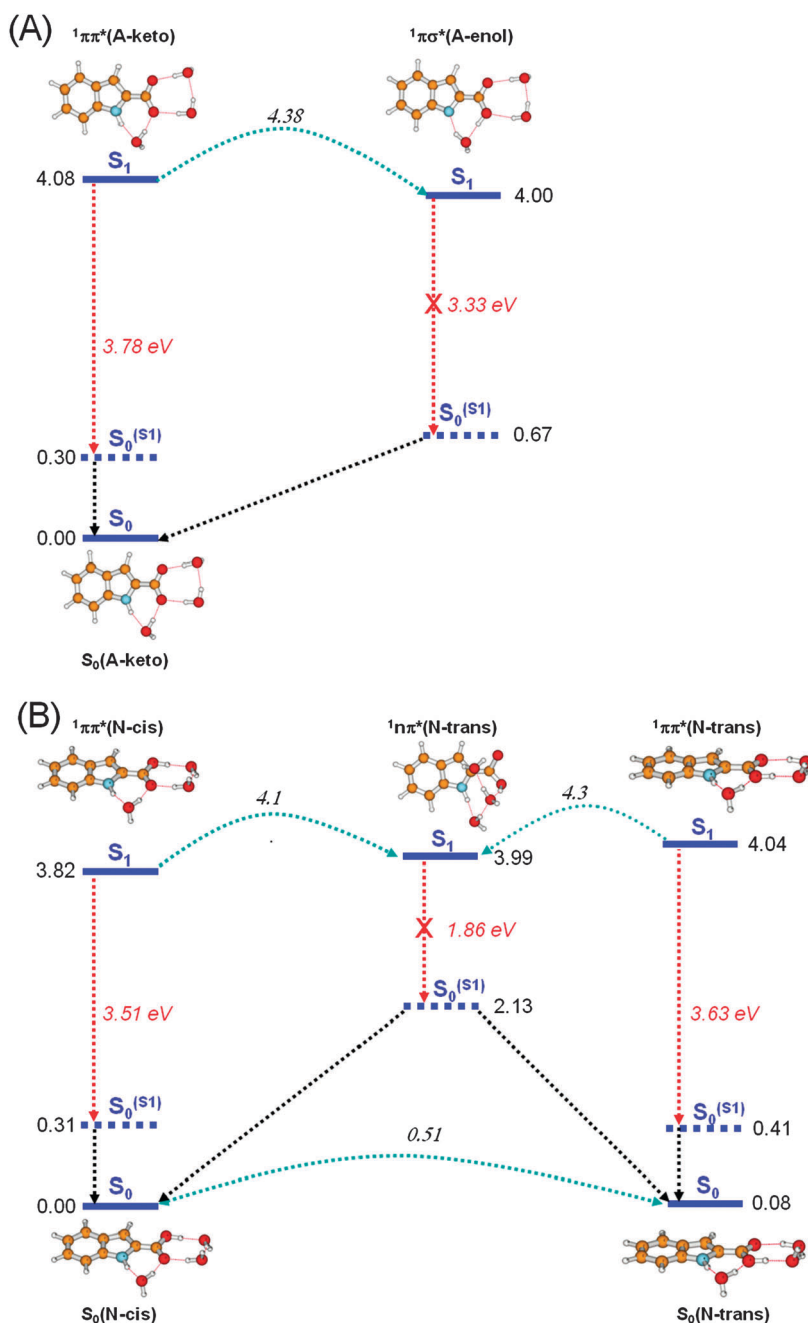 (A)
¹ππ*(A-keto) ¹πσ*(A-enol)
4.38
S₁ S₁
4.08 4.00
3.78 eV X 3.33 eV
S₀⁽ˢ¹⁾ S₀⁽ˢ¹⁾
0.30 0.67
S₀
0.00
S₀(A-keto)
(B)
¹ππ*(N-cis) ¹nπ*(N-trans) ¹ππ*(N-trans)
4.1 4.3
S₁ S₁ S₁
3.82 3.99 4.04
X 1.86 eV
S₀⁽ˢ¹⁾
2.13
3.51 eV 3.63 eV
S₀⁽ˢ¹⁾ S₀⁽ˢ¹⁾
0.31 0.41
0.51
S₀ S₀
0.00 0.08
S₀(N-cis) S₀(N-trans)